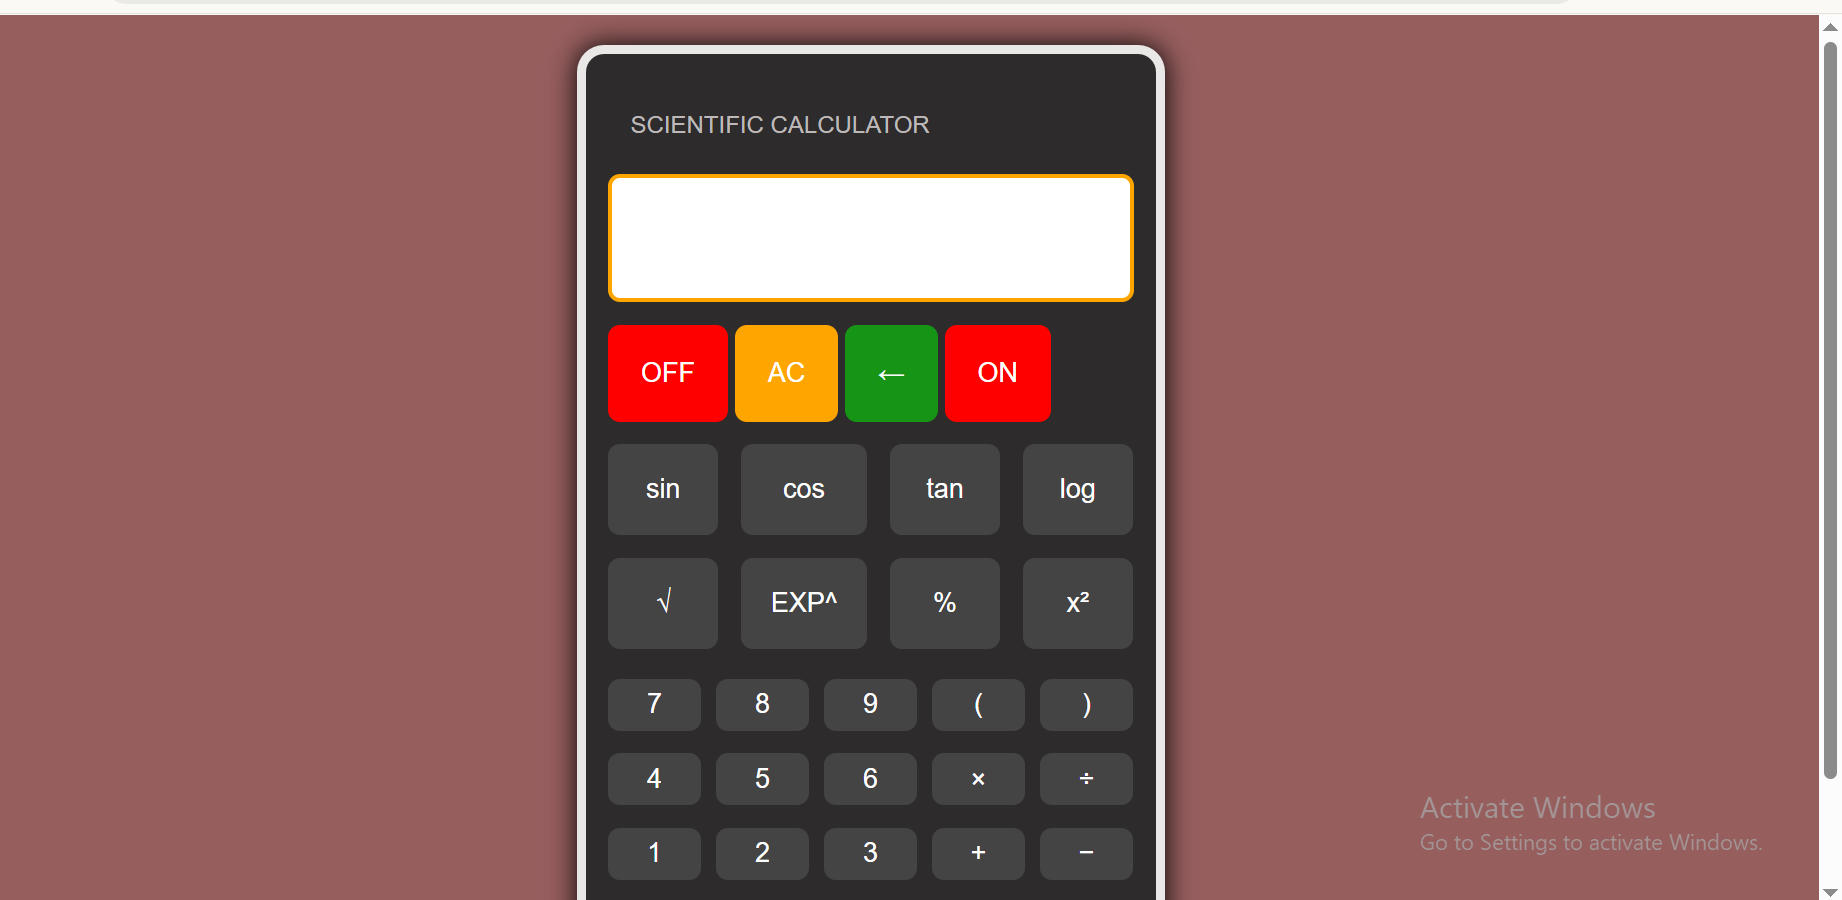 SCIENTIFIC CALCULATOR
OFF AC ← ON
sin cos tan log
√ EXP^ % x²
7 8 9 ( )
4 5 6 × ÷
1 2 3 + −
Activate Windows
Go to Settings to activate Windows.